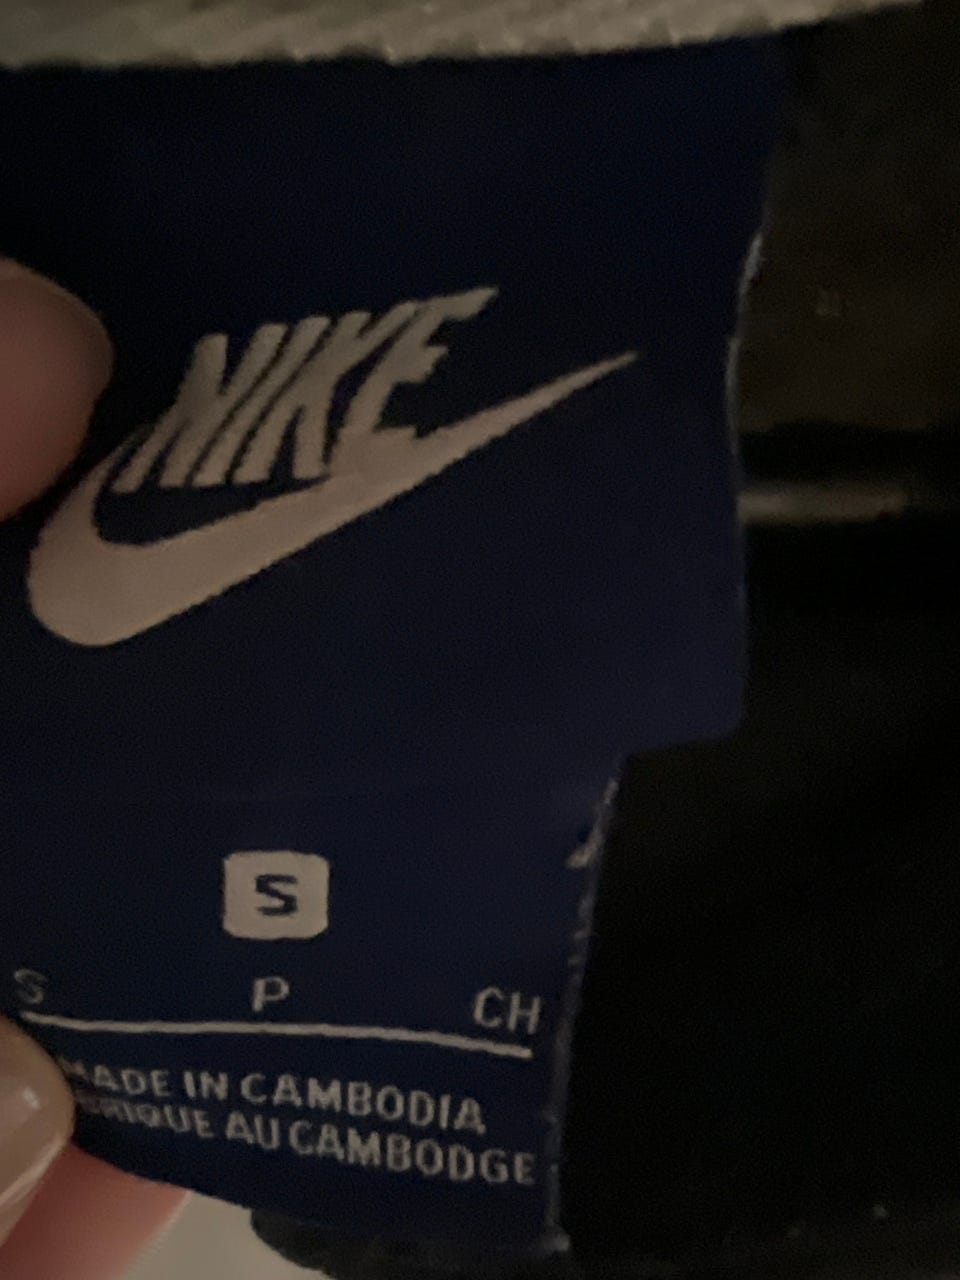 NIKE
S
S P CH
MADE IN CAMBODIA
AU CAMBODGE